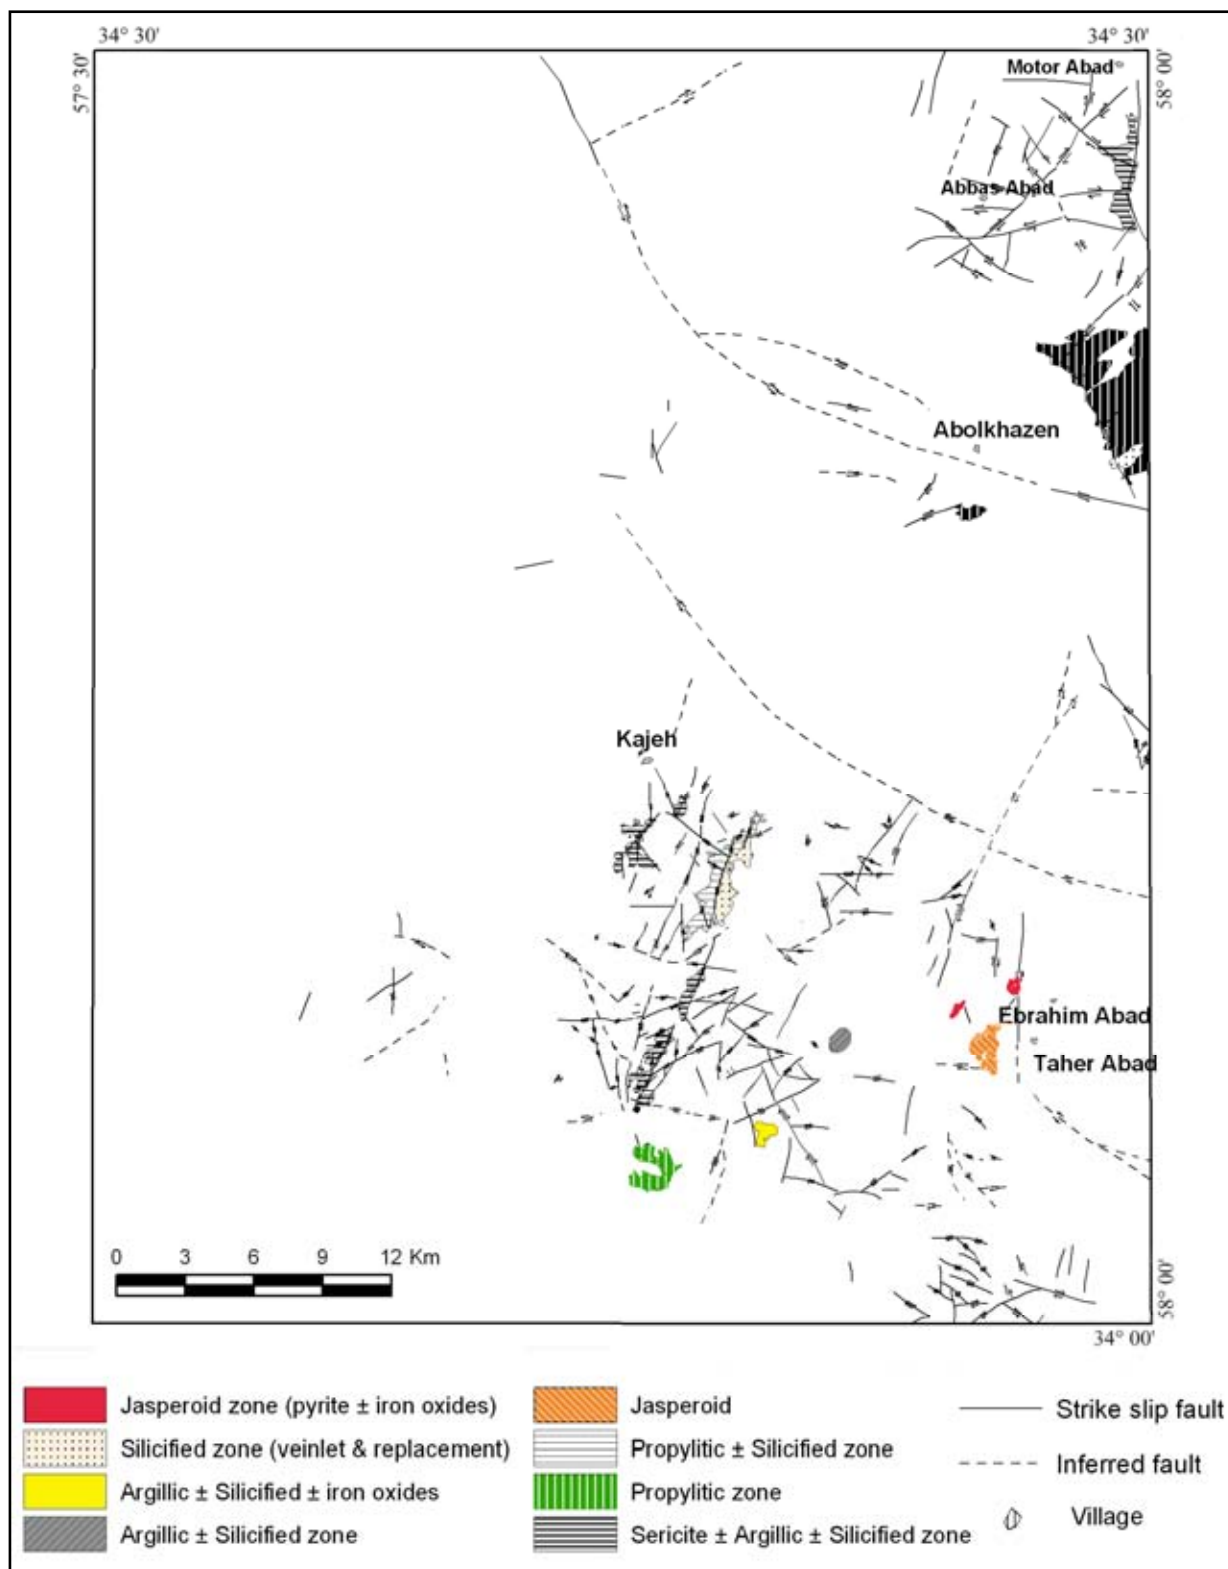 34° 30'
34° 30'
57° 30'
58° 00'
Motor Abad
Abbas Abad
Abolkhazen
Kajeh
Ebrahim Abad
Taher Abad
0 3 6 9 12 Km
58° 00'
34° 00'
Jasperoid zone (pyrite ± iron oxides)
Silicified zone (veinlet & replacement)
Argillic ± Silicified ± iron oxides
Argillic ± Silicified zone
Jasperoid
Propylitic ± Silicified zone
Propylitic zone
Sericite ± Argillic ± Silicified zone
Strike slip fault
Inferred fault
Village